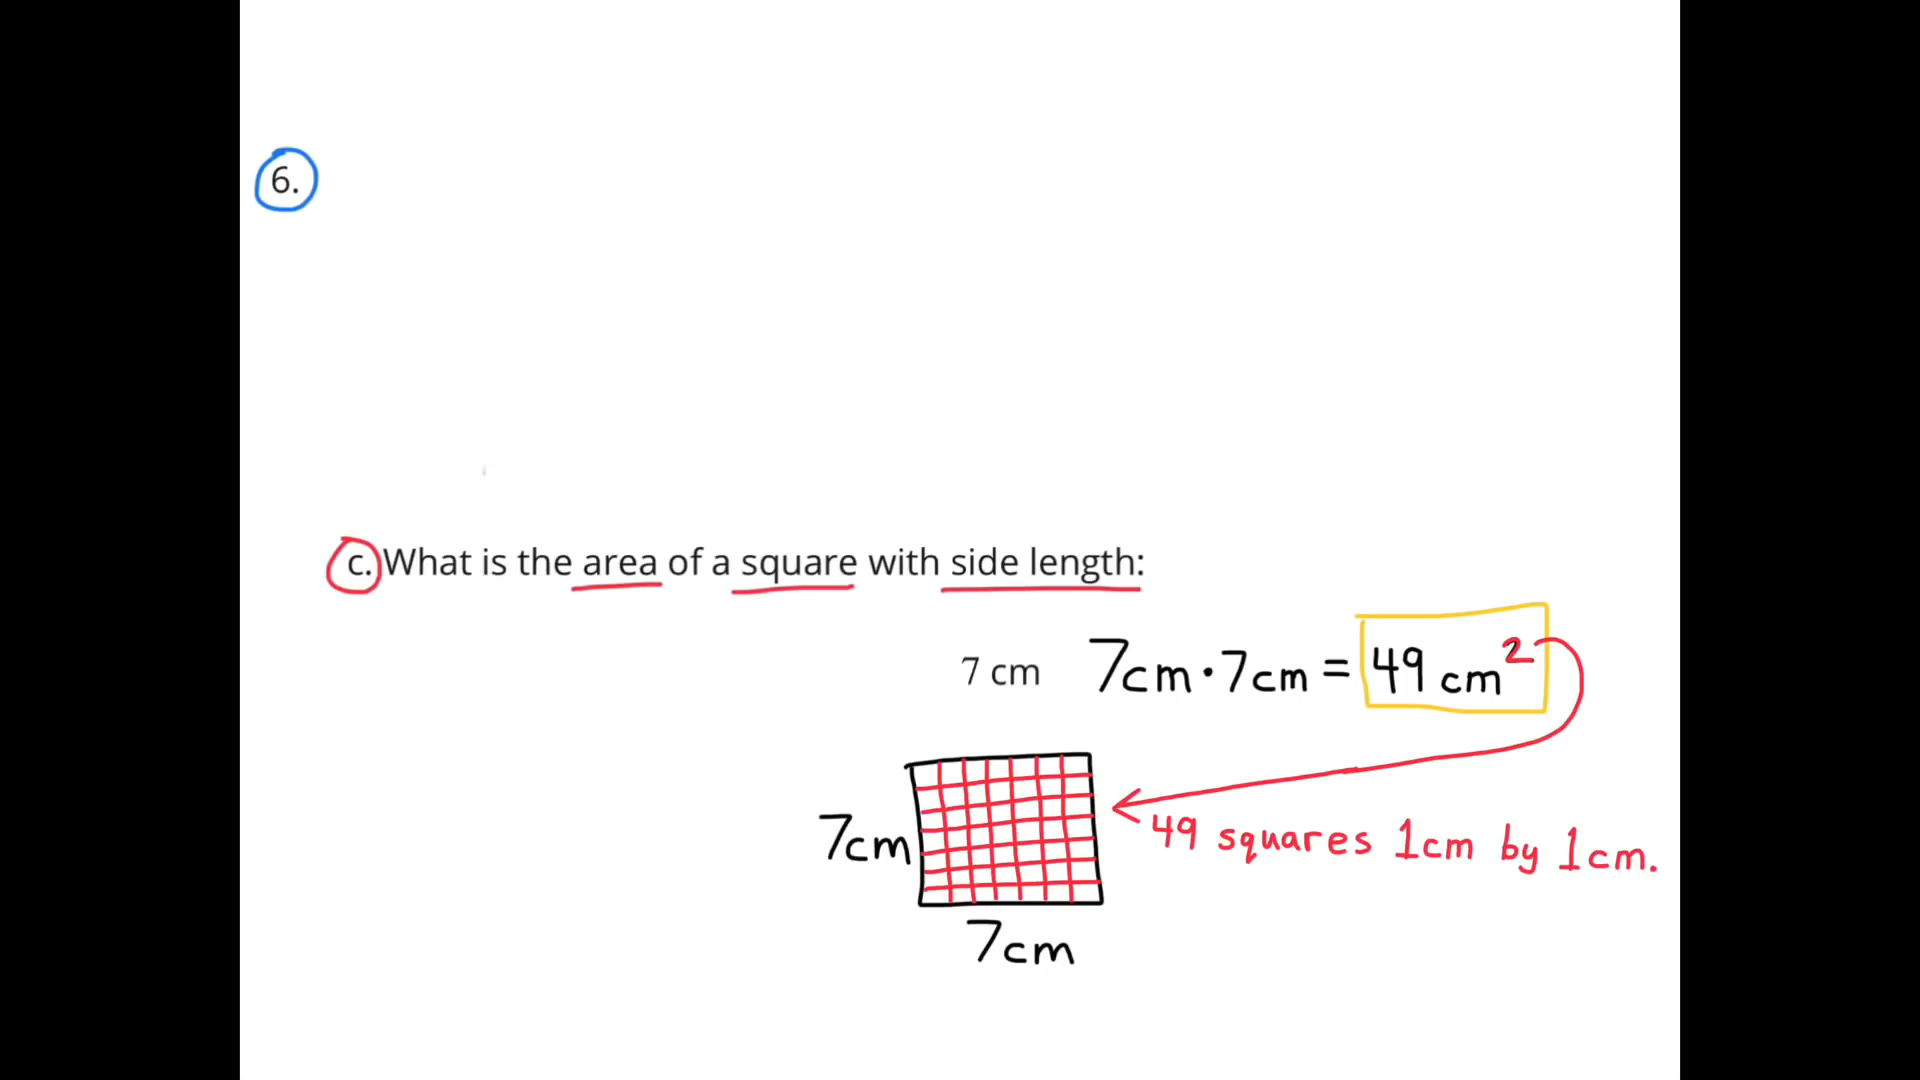 6.
c. What is the area of a square with side length:
7 cm 7cm · 7cm = 49 cm²
7cm
49 squares 1cm by 1cm.
7cm